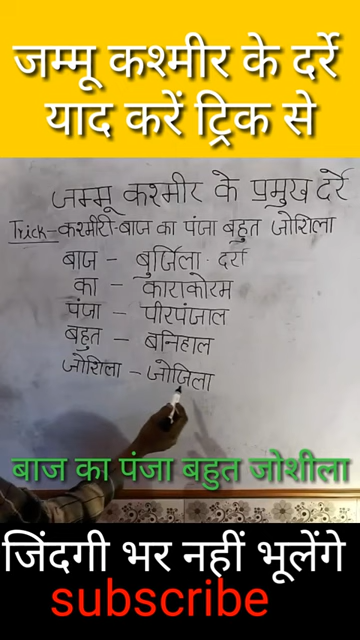 जम्मू कश्मीर के दर्रे
याद करें ट्रिक से
जम्मू कश्मीर के प्रमुख दर्रे
Trick-कश्मीरी-बाज का पंजा बहुत जोशिला
बाज - बुर्जिला दर्रा
का - काराकोरम
पंजा - पीरपंजाल
बहुत - बनिहाल
जोशिला - जोजिला
बाज का पंजा बहुत जोशीला
जिंदगी भर नहीं भूलेंगे
subscribe